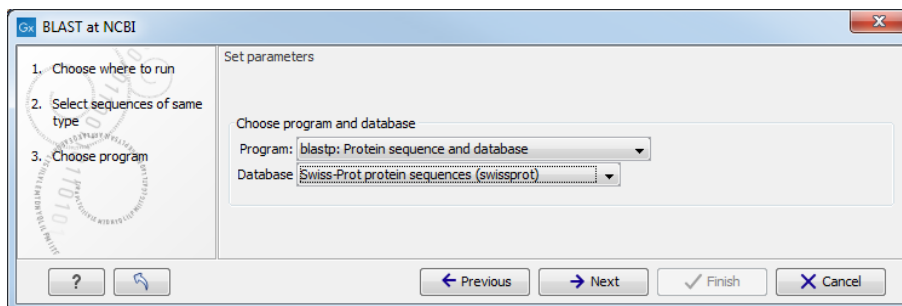 Gx BLAST at NCBI
1. Choose where to run
2. Select sequences of same
type
3. Choose program
Set parameters
Choose program and database
Program: blastp: Protein sequence and database
Database Swiss-Prot protein sequences (swissprot)
?
Previous
Next
Finish
Cancel